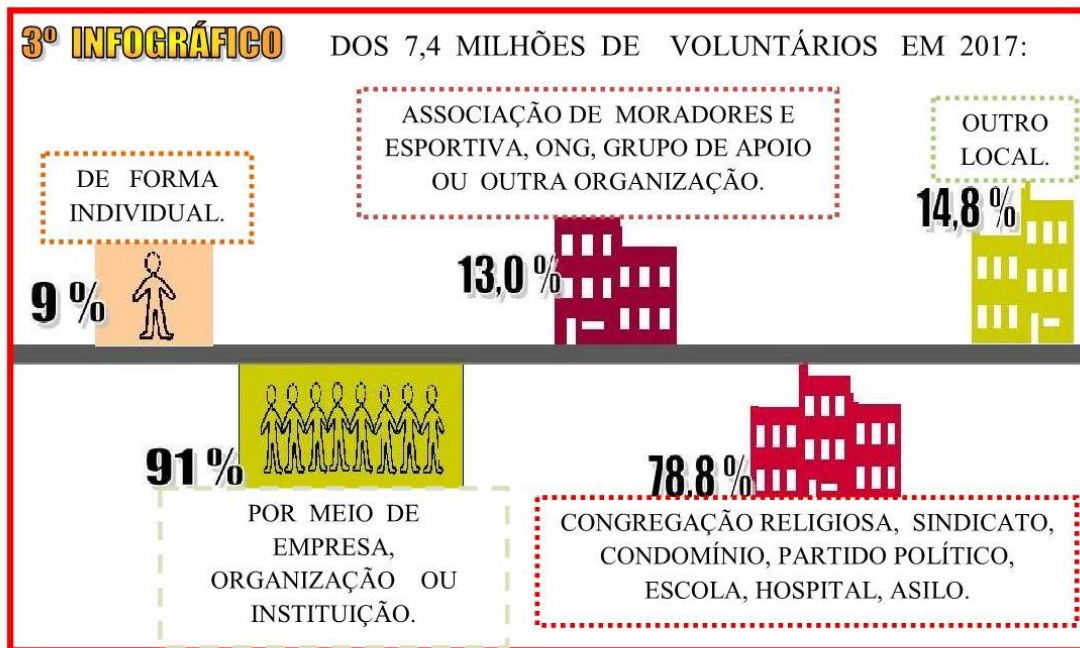 3º INFOGRÁFICO
DOS 7,4 MILHÕES DE VOLUNTÁRIOS EM 2017:
DE FORMA
INDIVIDUAL.
9 %
ASSOCIAÇÃO DE MORADORES E
ESPORTIVA, ONG, GRUPO DE APOIO
OU OUTRA ORGANIZAÇÃO.
13,0 %
OUTRO
LOCAL.
14,8 %
91 %
POR MEIO DE
EMPRESA,
ORGANIZAÇÃO OU
INSTITUIÇÃO.
78,8 %
CONGREGAÇÃO RELIGIOSA, SINDICATO,
CONDOMÍNIO, PARTIDO POLÍTICO,
ESCOLA, HOSPITAL, ASILO.